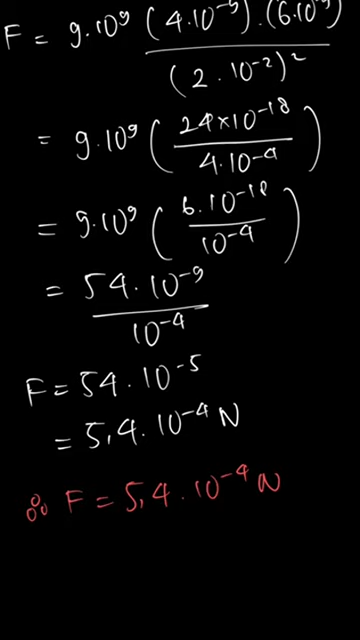 F = 9.10⁹ (4.10⁻⁹).(6.10⁻⁹) / (2.10⁻²)²
= 9.10⁹ ( 24×10⁻¹⁸ / 4.10⁻⁴ )
= 9.10⁹ ( 6.10⁻¹⁸ / 10⁻⁴ )
= 54.10⁻⁹ / 10⁻⁴
F = 54.10⁻⁵
= 5,4.10⁻⁴ N
∴ F = 5,4.10⁻⁴ N